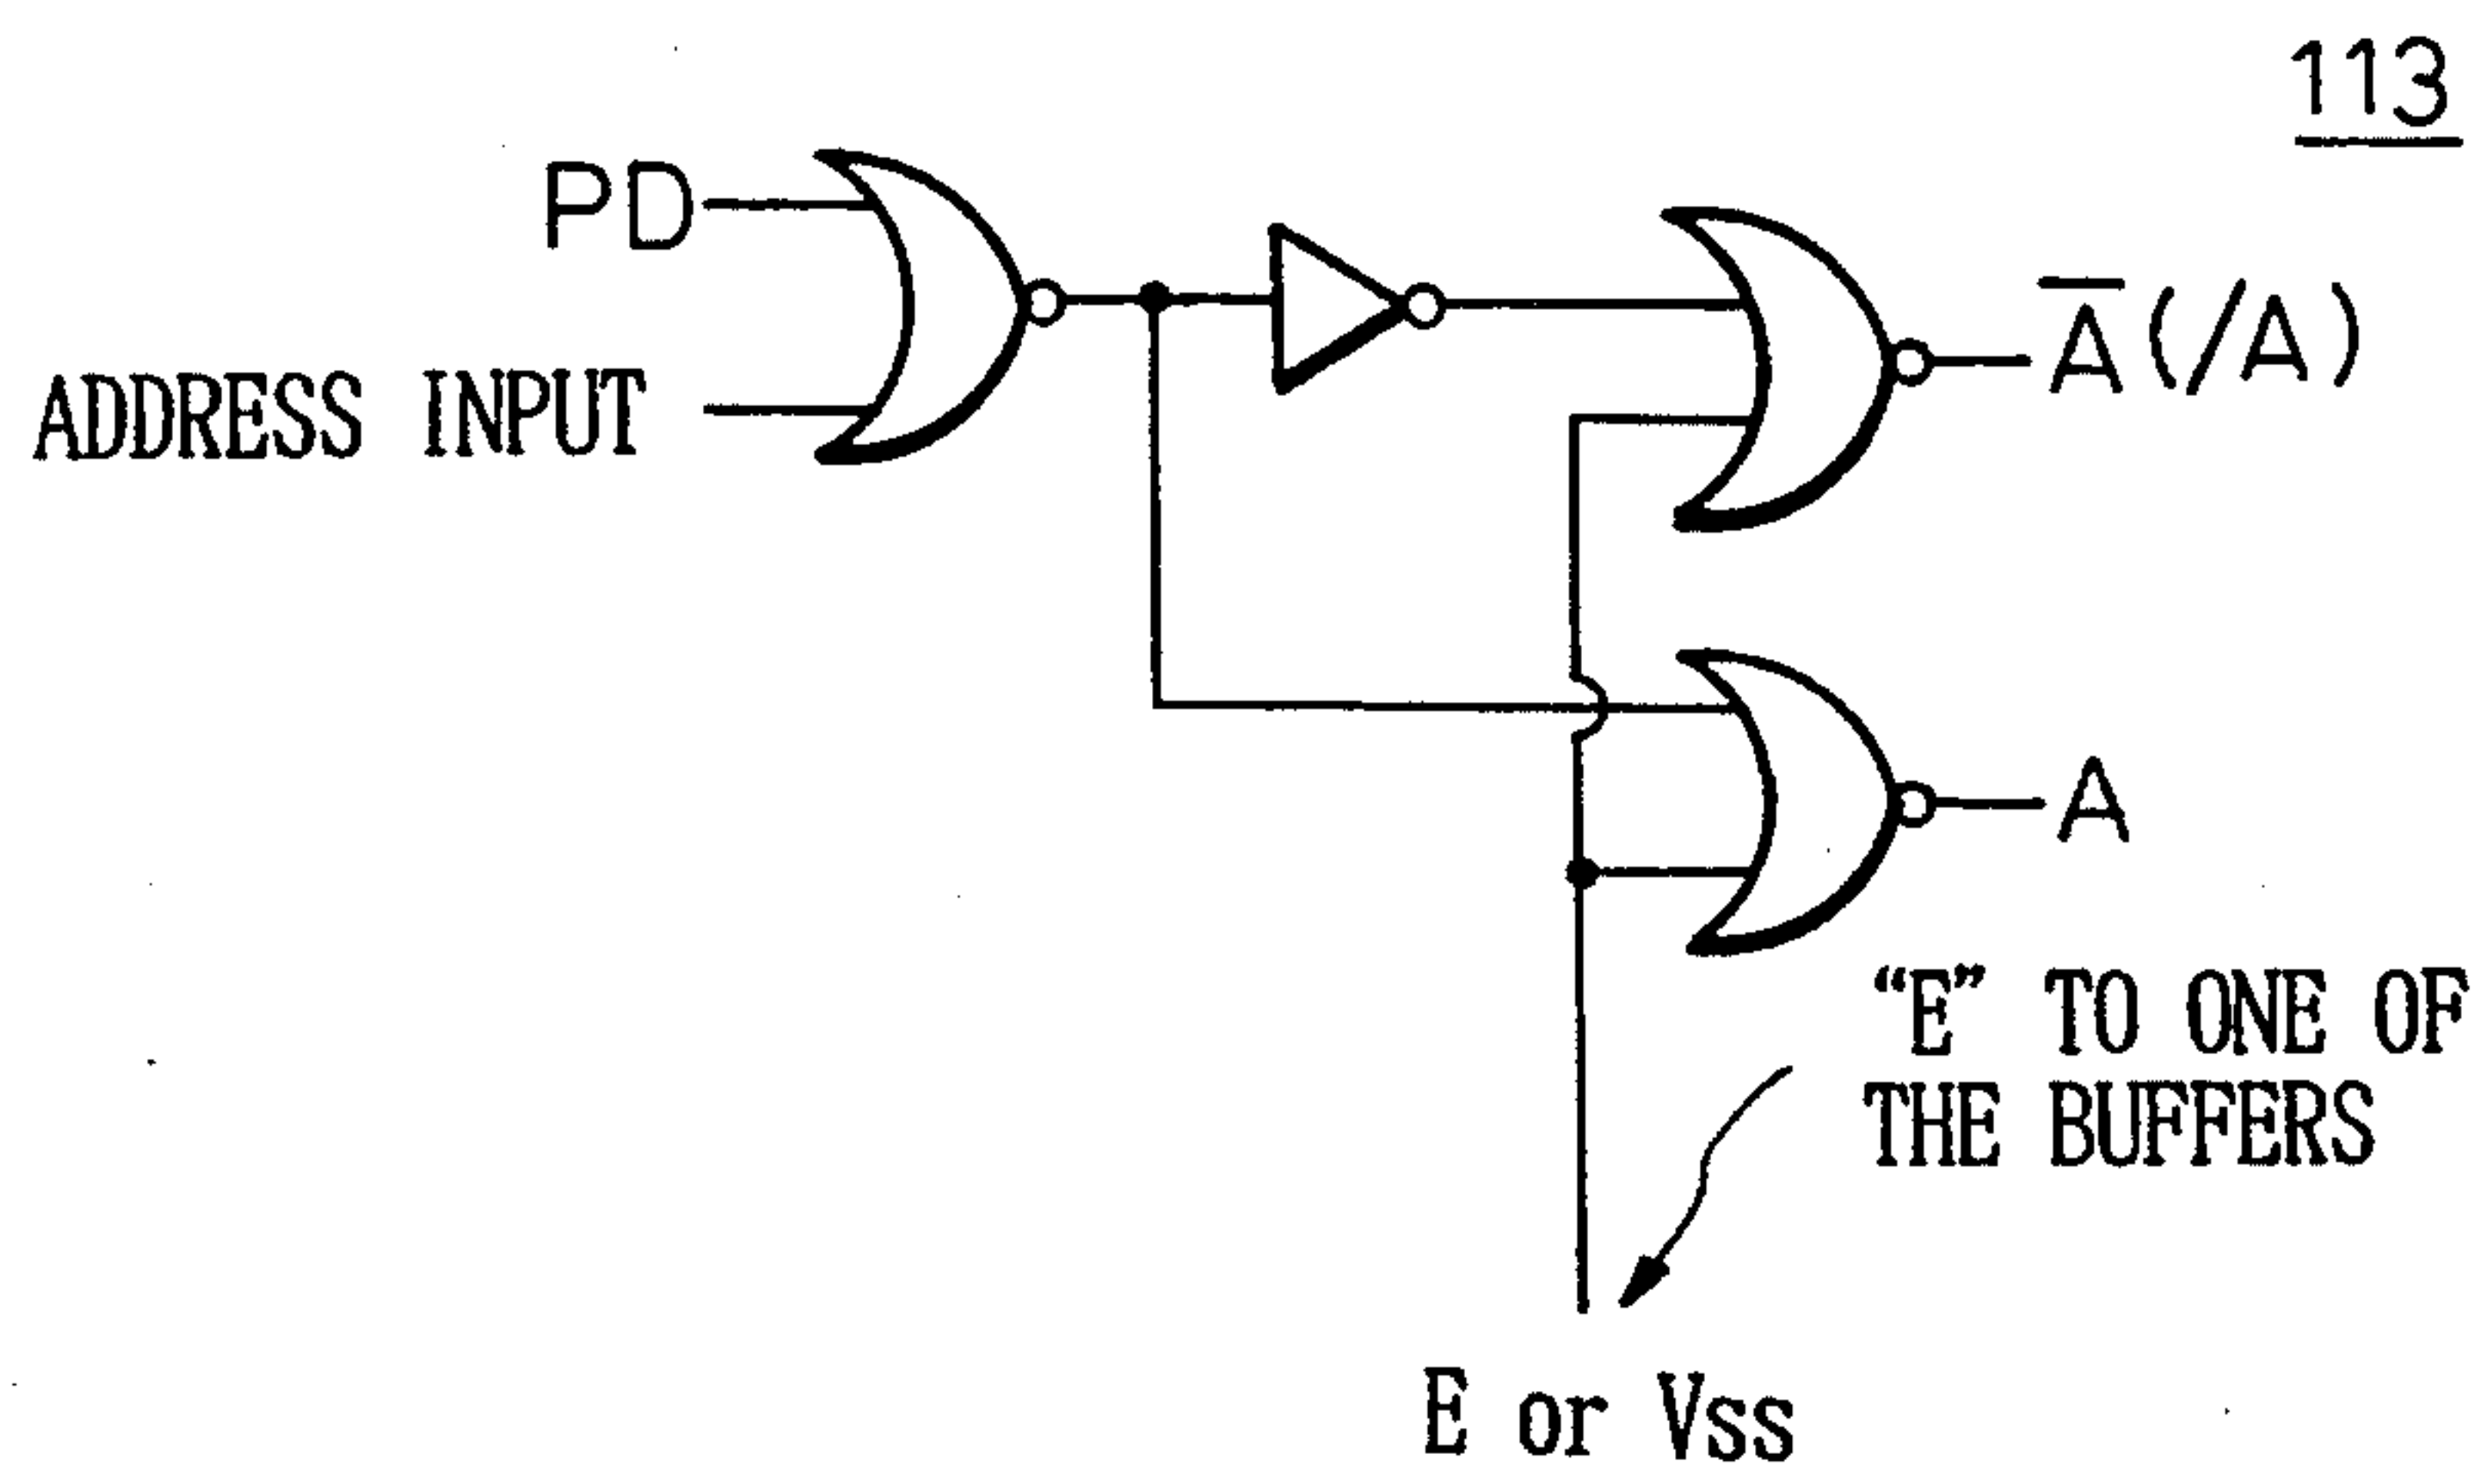 113
PD
ADDRESS INPUT
A̅(/A)
A
“E” TO ONE OF
THE BUFFERS
E or Vss